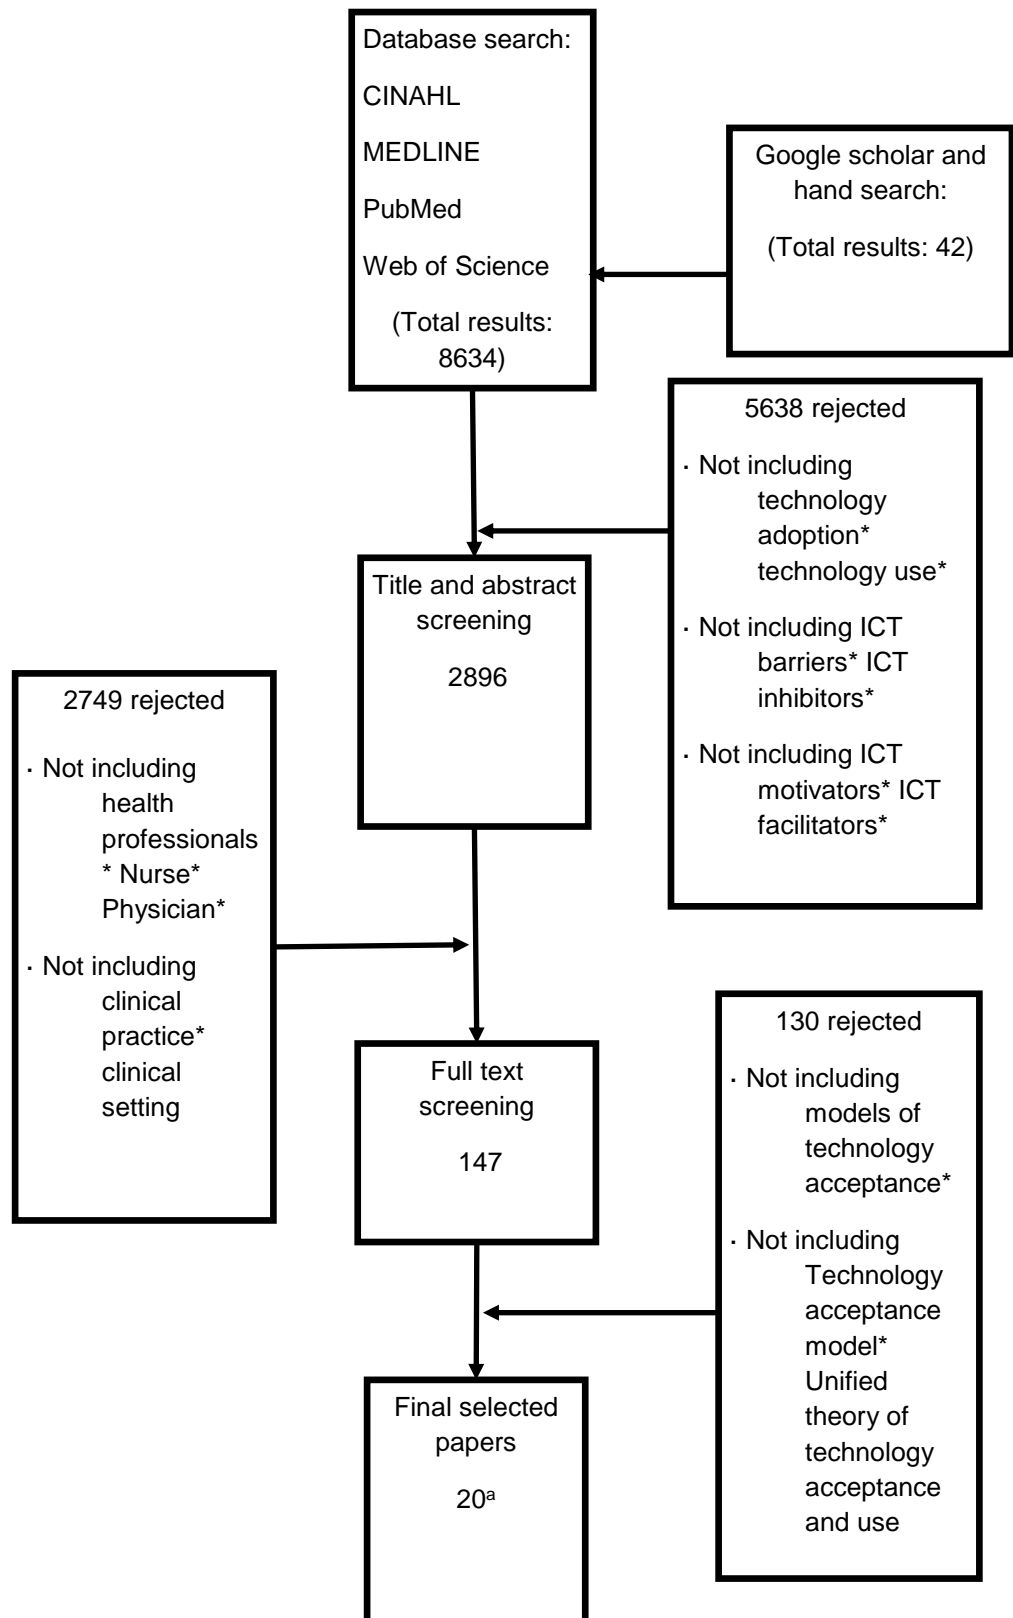 Database search:
CINAHL
MEDLINE
PubMed
Web of Science
(Total results:
8634)
Google scholar and
hand search:
(Total results: 42)
5638 rejected
· Not including
technology
adoption*
technology use*
· Not including ICT
barriers* ICT
inhibitors*
· Not including ICT
motivators* ICT
facilitators*
Title and abstract
screening
2896
2749 rejected
· Not including
health
professionals
* Nurse*
Physician*
· Not including
clinical
practice*
clinical
setting
Full text
screening
147
130 rejected
· Not including
models of
technology
acceptance*
· Not including
Technology
acceptance
model*
Unified
theory of
technology
acceptance
and use
Final selected
papers
20ᵃ